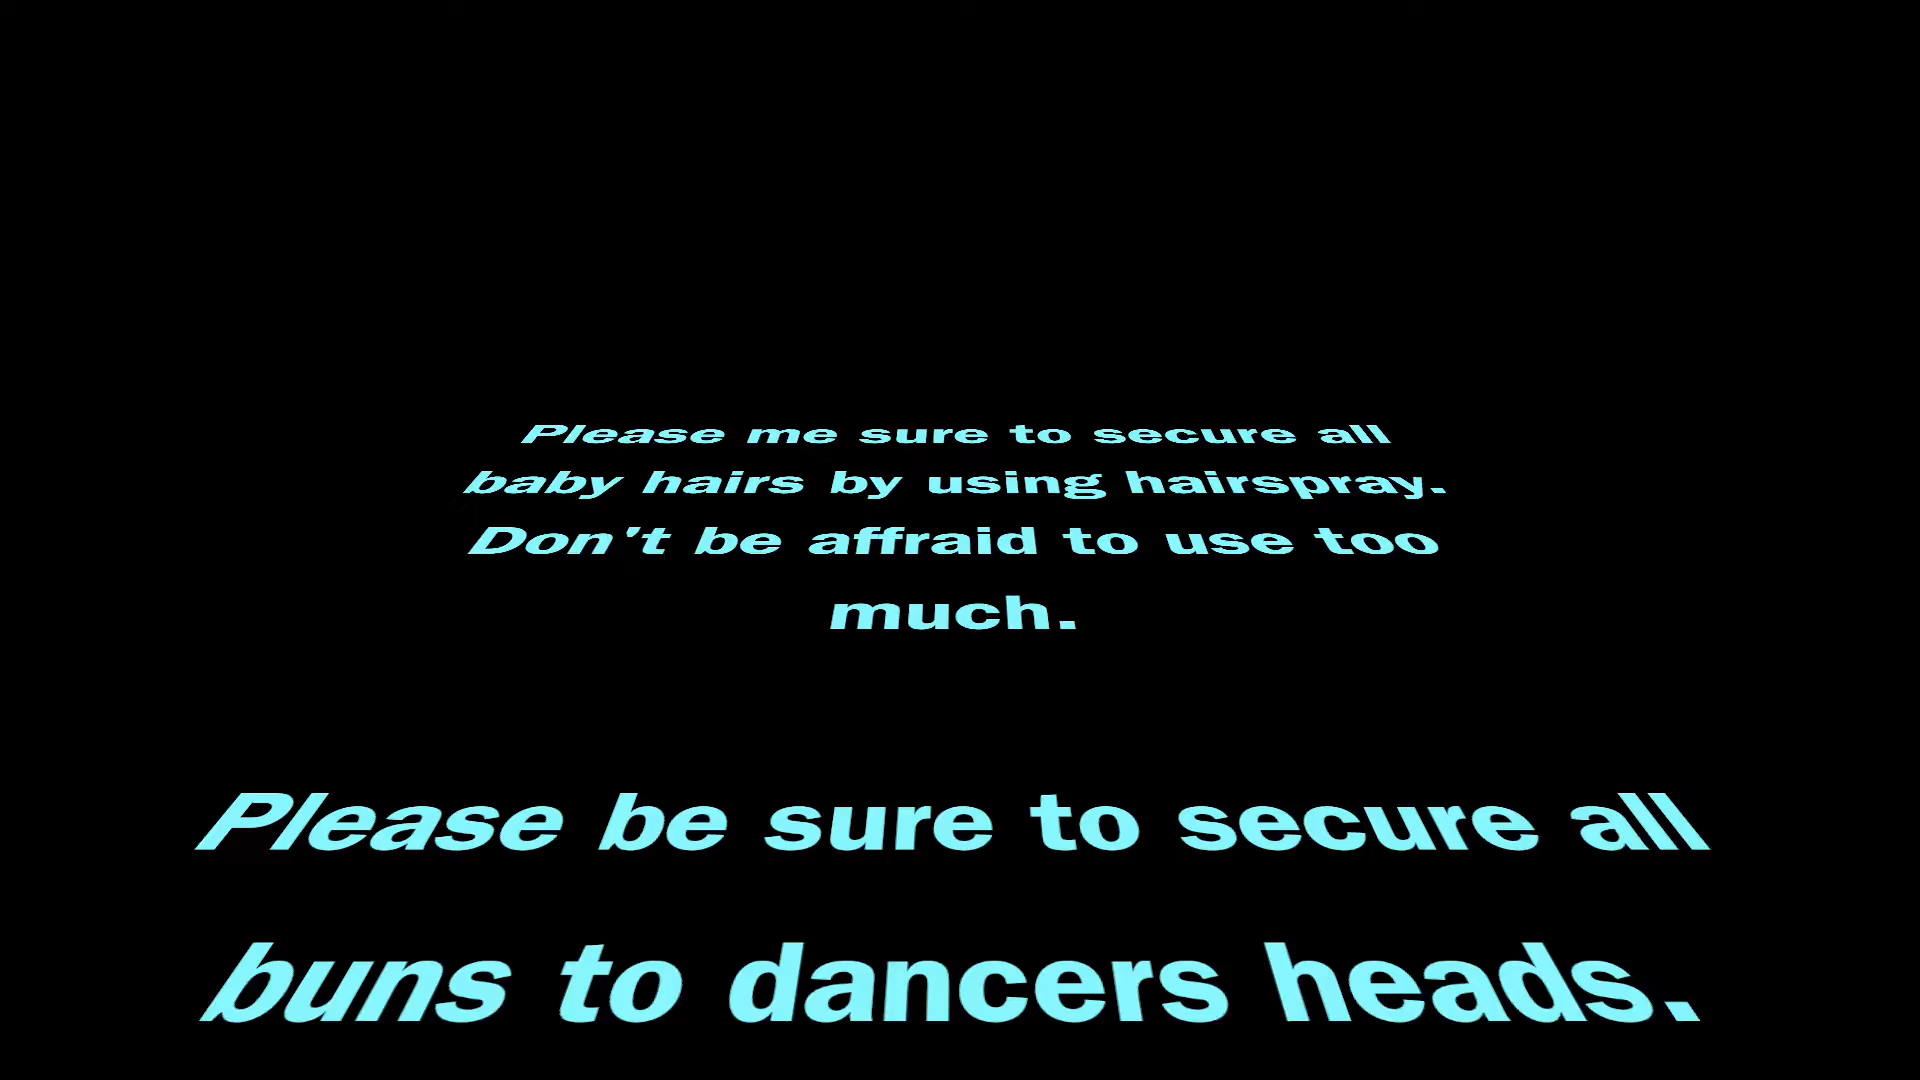 Please me sure to secure all
baby hairs by using hairspray.
Don't be affraid to use too
much.
Please be sure to secure all
buns to dancers heads.